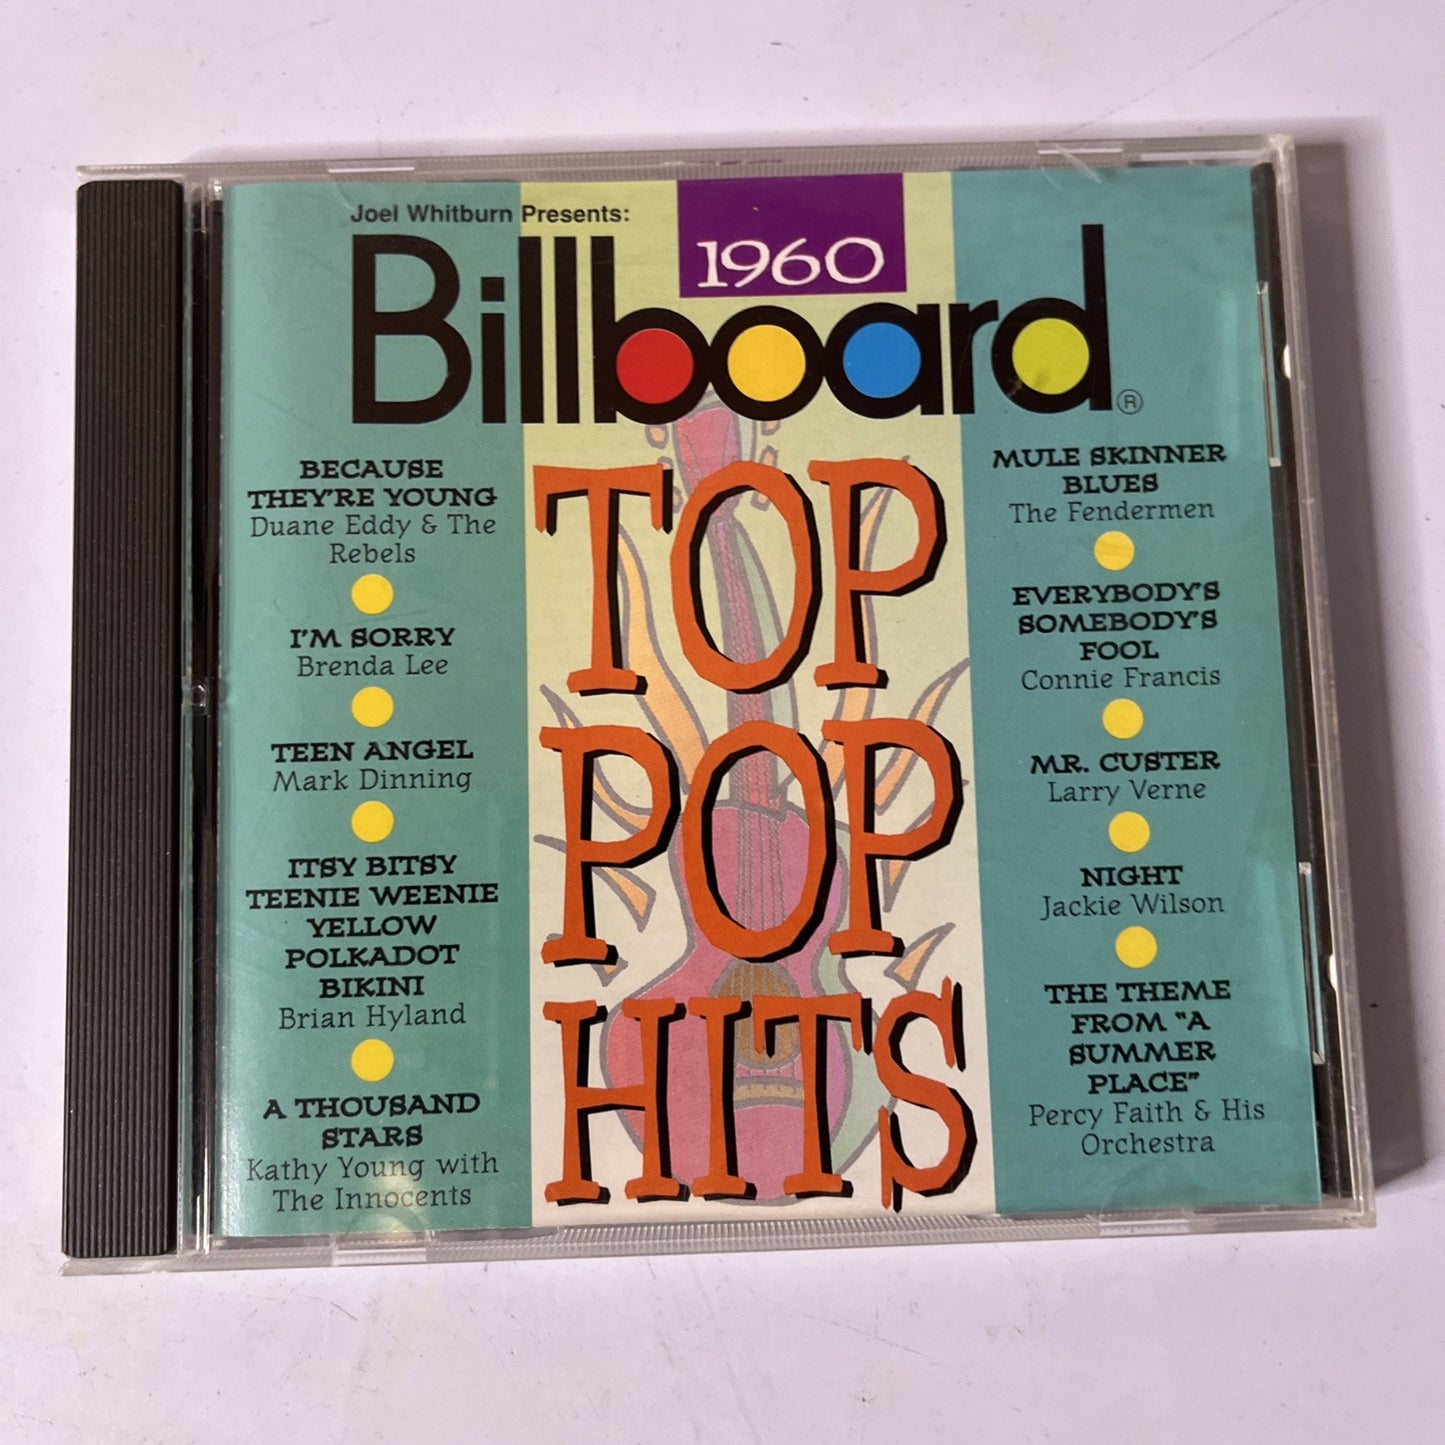 Joel Whitburn Presents:
1960
Billboard®
BECAUSE
THEY'RE YOUNG
Duane Eddy & The
Rebels
I'M SORRY
Brenda Lee
TEEN ANGEL
Mark Dinning
ITSY BITSY
TEENIE WEENIE
YELLOW
POLKADOT
BIKINI
Brian Hyland
A THOUSAND
STARS
Kathy Young with
The Innocents
TOP
POP
HITS
MULE SKINNER
BLUES
The Fendermen
EVERYBODY'S
SOMEBODY'S
FOOL
Connie Francis
MR. CUSTER
Larry Verne
NIGHT
Jackie Wilson
THE THEME
FROM "A
SUMMER
PLACE"
Percy Faith & His
Orchestra